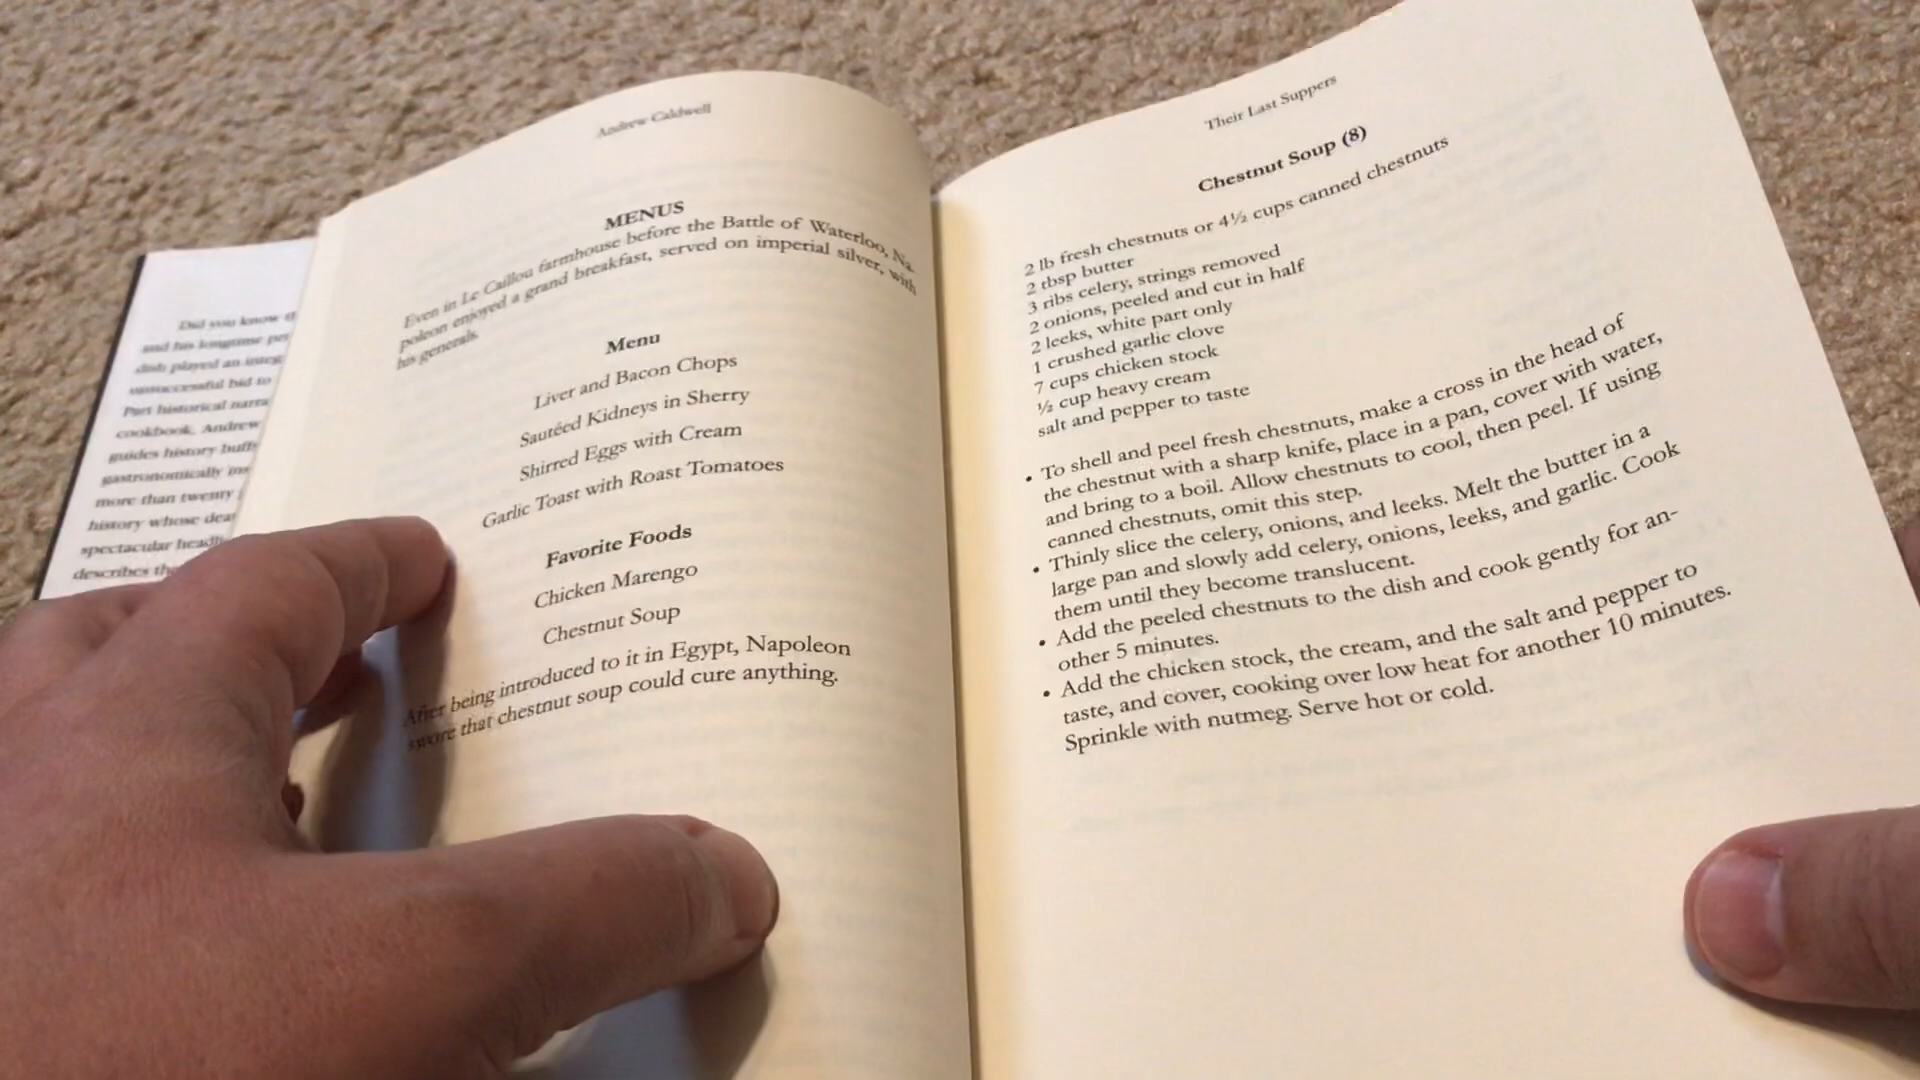 Did you know
and his longtime
dish played an
unsuccessful bid to
Part historical
cookbook, Andrew
guides history buffs
gastronomically
more than twenty
history whose
spectacular
describes
Andrew Caldwell
MENUS
Even in Le Caillou farmhouse before the Battle of Waterloo, Na-
poleon enjoyed a grand breakfast, served on imperial silver, with
his generals.
Menu
Liver and Bacon Chops
Sautéed Kidneys in Sherry
Shirred Eggs with Cream
Garlic Toast with Roast Tomatoes
Favorite Foods
Chicken Marengo
Chestnut Soup
After being introduced to it in Egypt, Napoleon
swore that chestnut soup could cure anything.
Their Last Suppers
Chestnut Soup (8)
2 lb fresh chestnuts or 4½ cups canned chestnuts
2 tbsp butter
3 ribs celery, strings removed
2 onions, peeled and cut in half
2 leeks, white part only
1 crushed garlic clove
7 cups chicken stock
½ cup heavy cream
salt and pepper to taste
• To shell and peel fresh chestnuts, make a cross in the head of
the chestnut with a sharp knife, place in a pan, cover with water,
and bring to a boil. Allow chestnuts to cool, then peel. If using
canned chestnuts, omit this step.
• Thinly slice the celery, onions, and leeks. Melt the butter in a
large pan and slowly add celery, onions, leeks, and garlic. Cook
them until they become translucent.
• Add the peeled chestnuts to the dish and cook gently for an-
other 5 minutes.
• Add the chicken stock, the cream, and the salt and pepper to
taste, and cover, cooking over low heat for another 10 minutes.
Sprinkle with nutmeg. Serve hot or cold.